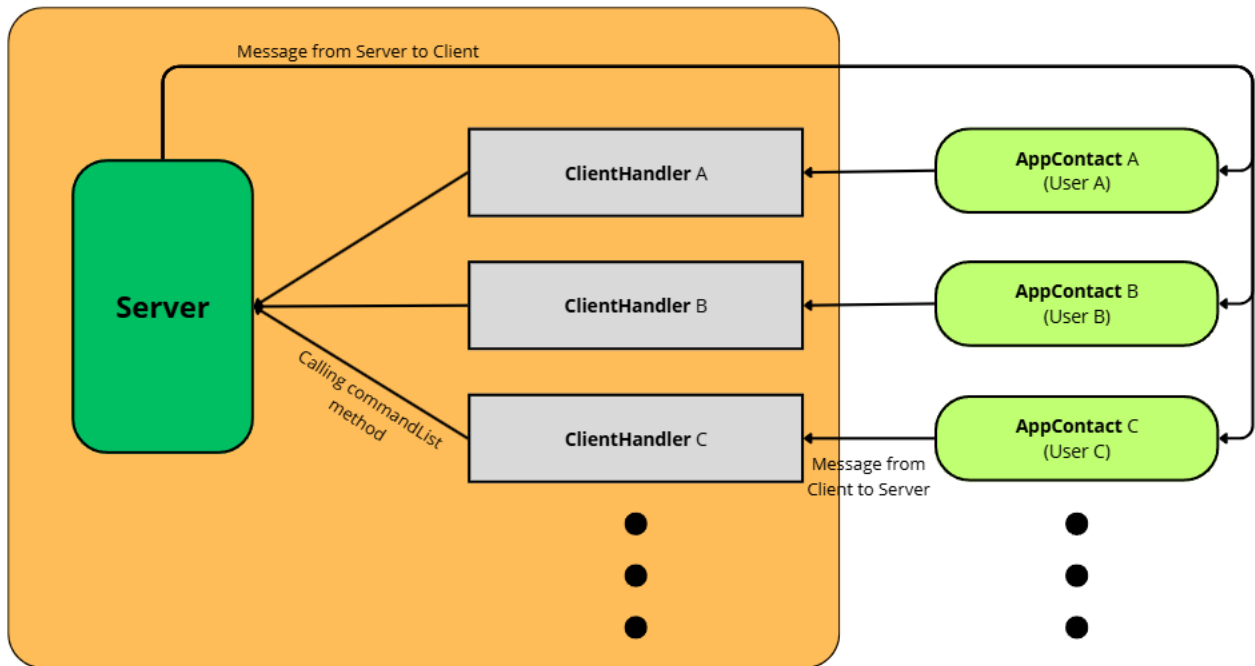 Message from Server to Client
ClientHandler A
AppContact A
(User A)
Server
ClientHandler B
AppContact B
(User B)
Calling commandList
method
ClientHandler C
AppContact C
(User C)
Message from
Client to Server